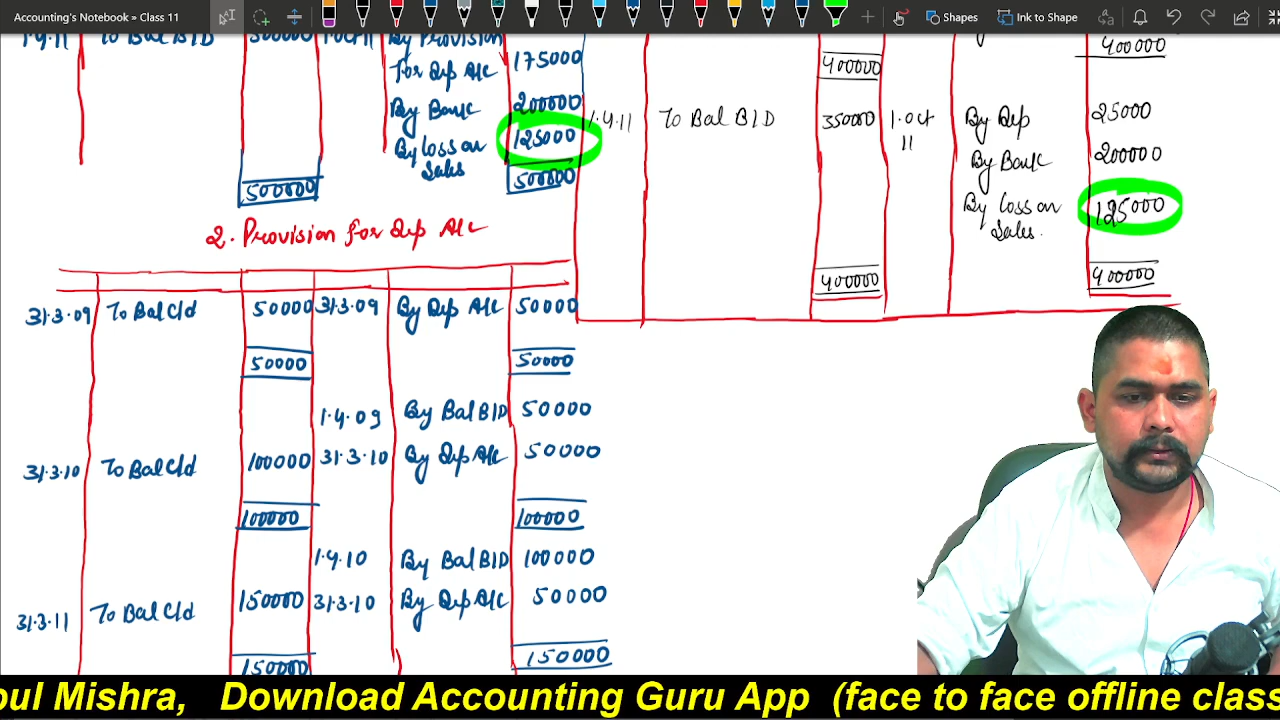 Accounting's Notebook » Class 11
Shapes
Ink to Shape
1.4.11 To Bal B/D 500000 1.Oct 11 By Provision
For Dep A/c 175000
By Bank 200000
By Loss on Sales 125000
500000 500000
400000
400000
1.4.11 To Bal B/D 350000 1.Oct 11 By Dep 25000
By Bank 200000
By Loss on Sales. 125000
400000 400000
2. Provision for Dep A/c
31.3.09 To Bal C/d 50000 31.3.09 By Dep A/c 50000
50000 50000
1.4.09 By Bal B/D 50000
31.3.10 To Bal C/d 100000 31.3.10 By Dep A/c 50000
100000 100000
1.4.10 By Bal B/D 100000
31.3.11 To Bal C/d 150000 31.3.10 By Dep A/c 50000
150000 150000
oul Mishra, Download Accounting Guru App (face to face offline class